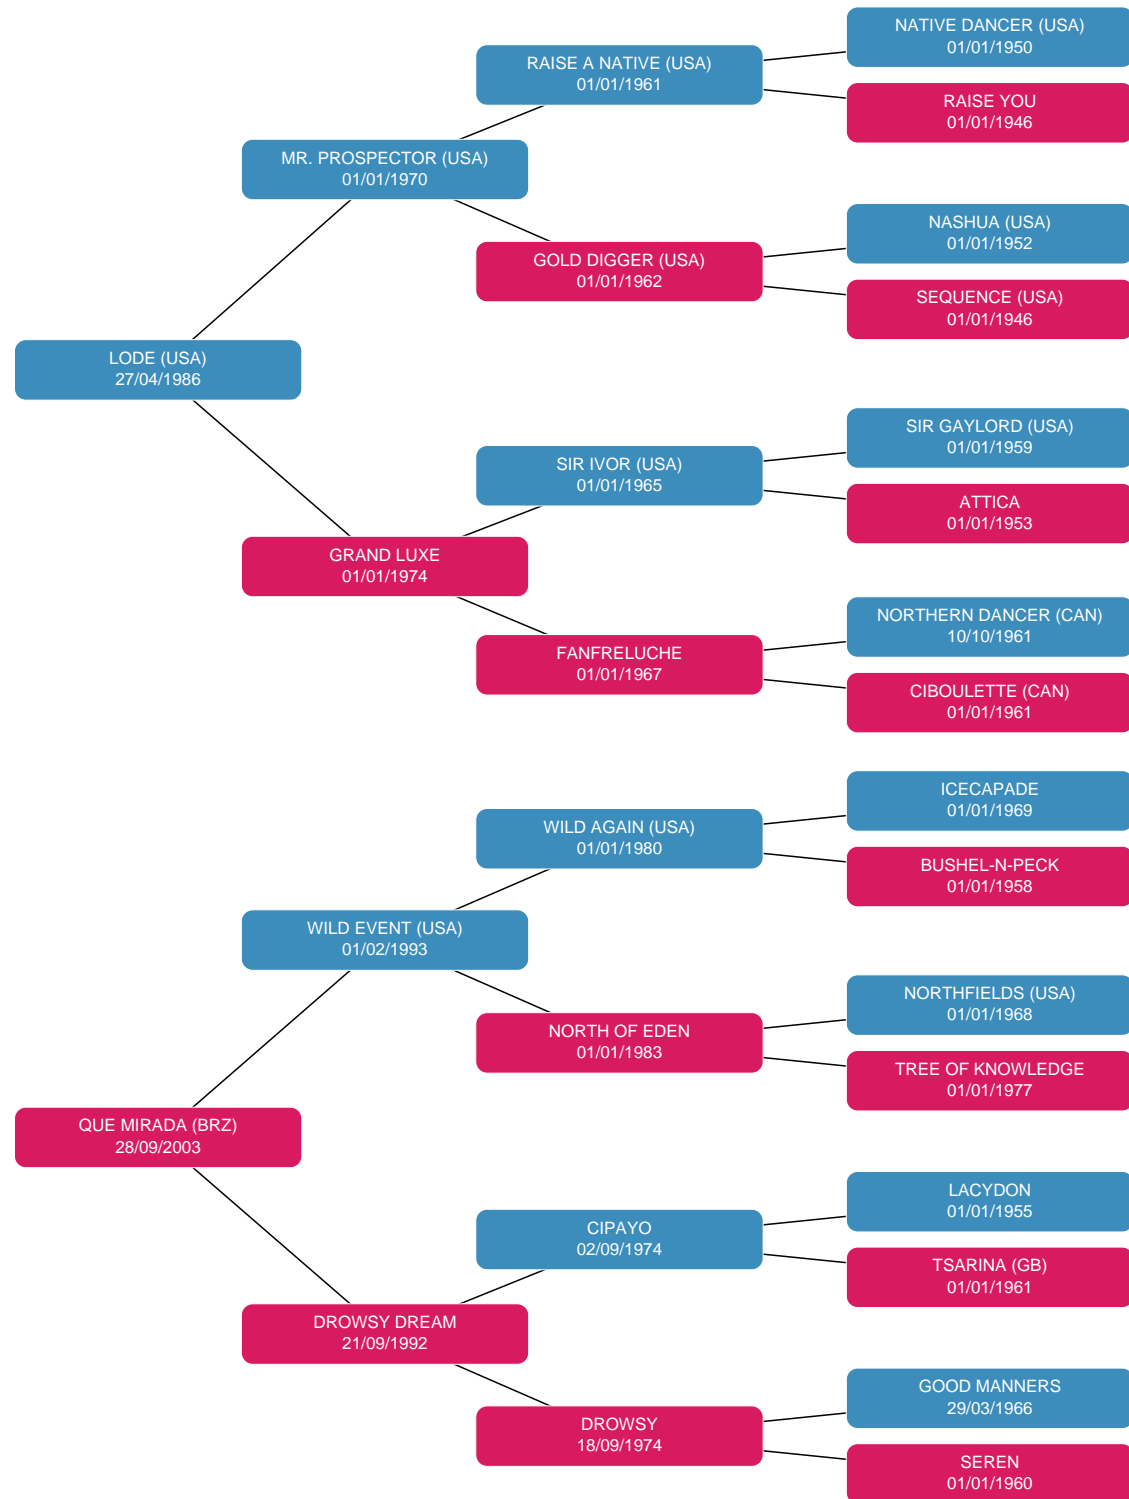 NATIVE DANCER (USA)
01/01/1950
RAISE A NATIVE (USA)
01/01/1961
RAISE YOU
01/01/1946
MR. PROSPECTOR (USA)
01/01/1970
NASHUA (USA)
01/01/1952
GOLD DIGGER (USA)
01/01/1962
SEQUENCE (USA)
01/01/1946
LODE (USA)
27/04/1986
SIR GAYLORD (USA)
01/01/1959
SIR IVOR (USA)
01/01/1965
ATTICA
01/01/1953
GRAND LUXE
01/01/1974
NORTHERN DANCER (CAN)
10/10/1961
FANFRELUCHE
01/01/1967
CIBOULETTE (CAN)
01/01/1961
ICECAPADE
01/01/1969
WILD AGAIN (USA)
01/01/1980
BUSHEL-N-PECK
01/01/1958
WILD EVENT (USA)
01/02/1993
NORTHFIELDS (USA)
01/01/1968
NORTH OF EDEN
01/01/1983
TREE OF KNOWLEDGE
01/01/1977
QUE MIRADA (BRZ)
28/09/2003
LACYDON
01/01/1955
CIPAYO
02/09/1974
TSARINA (GB)
01/01/1961
DROWSY DREAM
21/09/1992
GOOD MANNERS
29/03/1966
DROWSY
18/09/1974
SEREN
01/01/1960